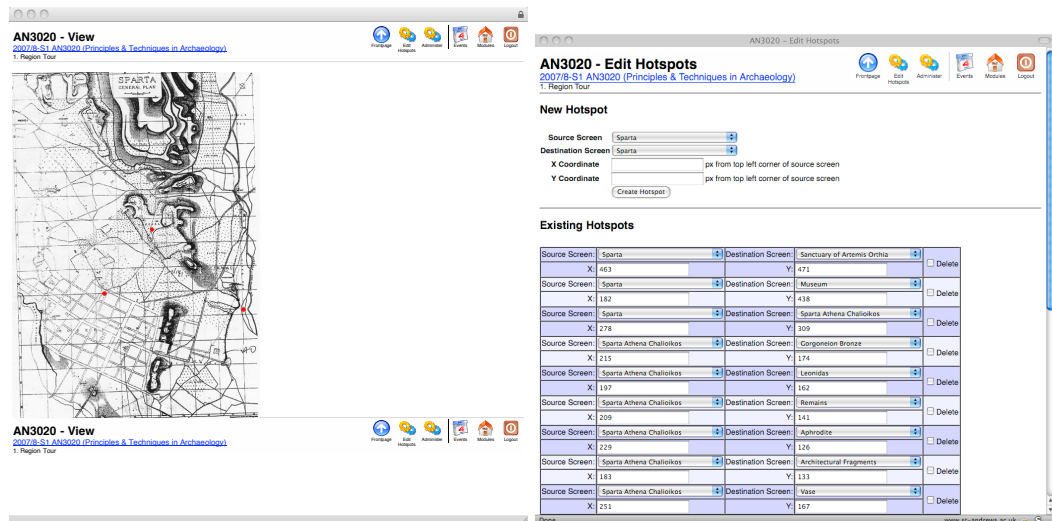 AN3020 - View
2007/8-S1 AN3020 (Principles & Techniques in Archaeology)
1. Region Tour
Frontpage Edit Hotspots Administer Events Modules Logout
SPARTA
GENERAL PLAN
AN3020 - View
2007/8-S1 AN3020 (Principles & Techniques in Archaeology)
1. Region Tour
Frontpage Edit Hotspots Administer Events Modules Logout
AN3020 – Edit Hotspots
AN3020 - Edit Hotspots
2007/8-S1 AN3020 (Principles & Techniques in Archaeology)
1. Region Tour
Frontpage Edit Hotspots Administer Events Modules Logout
New Hotspot
Source Screen Sparta
Destination Screen Sparta
X Coordinate px from top left corner of source screen
Y Coordinate px from top left corner of source screen
Create Hotspot
Existing Hotspots
Source Screen: Sparta Destination Screen: Sanctuary of Artemis Orthia
X: 463 Y: 471 Delete
Source Screen: Sparta Destination Screen: Museum
X: 182 Y: 438 Delete
Source Screen: Sparta Destination Screen: Sparta Athena Chalioikos
X: 278 Y: 309 Delete
Source Screen: Sparta Athena Chalioikos Destination Screen: Gorgoneion Bronze
X: 215 Y: 174 Delete
Source Screen: Sparta Athena Chalioikos Destination Screen: Leonidas
X: 197 Y: 162 Delete
Source Screen: Sparta Athena Chalioikos Destination Screen: Remains
X: 209 Y: 141 Delete
Source Screen: Sparta Athena Chalioikos Destination Screen: Aphrodite
X: 229 Y: 126 Delete
Source Screen: Sparta Athena Chalioikos Destination Screen: Architectural Fragments
X: 183 Y: 133 Delete
Source Screen: Sparta Athena Chalioikos Destination Screen: Vase
X: 251 Y: 167 Delete
Done www.st-andrews.ac.uk